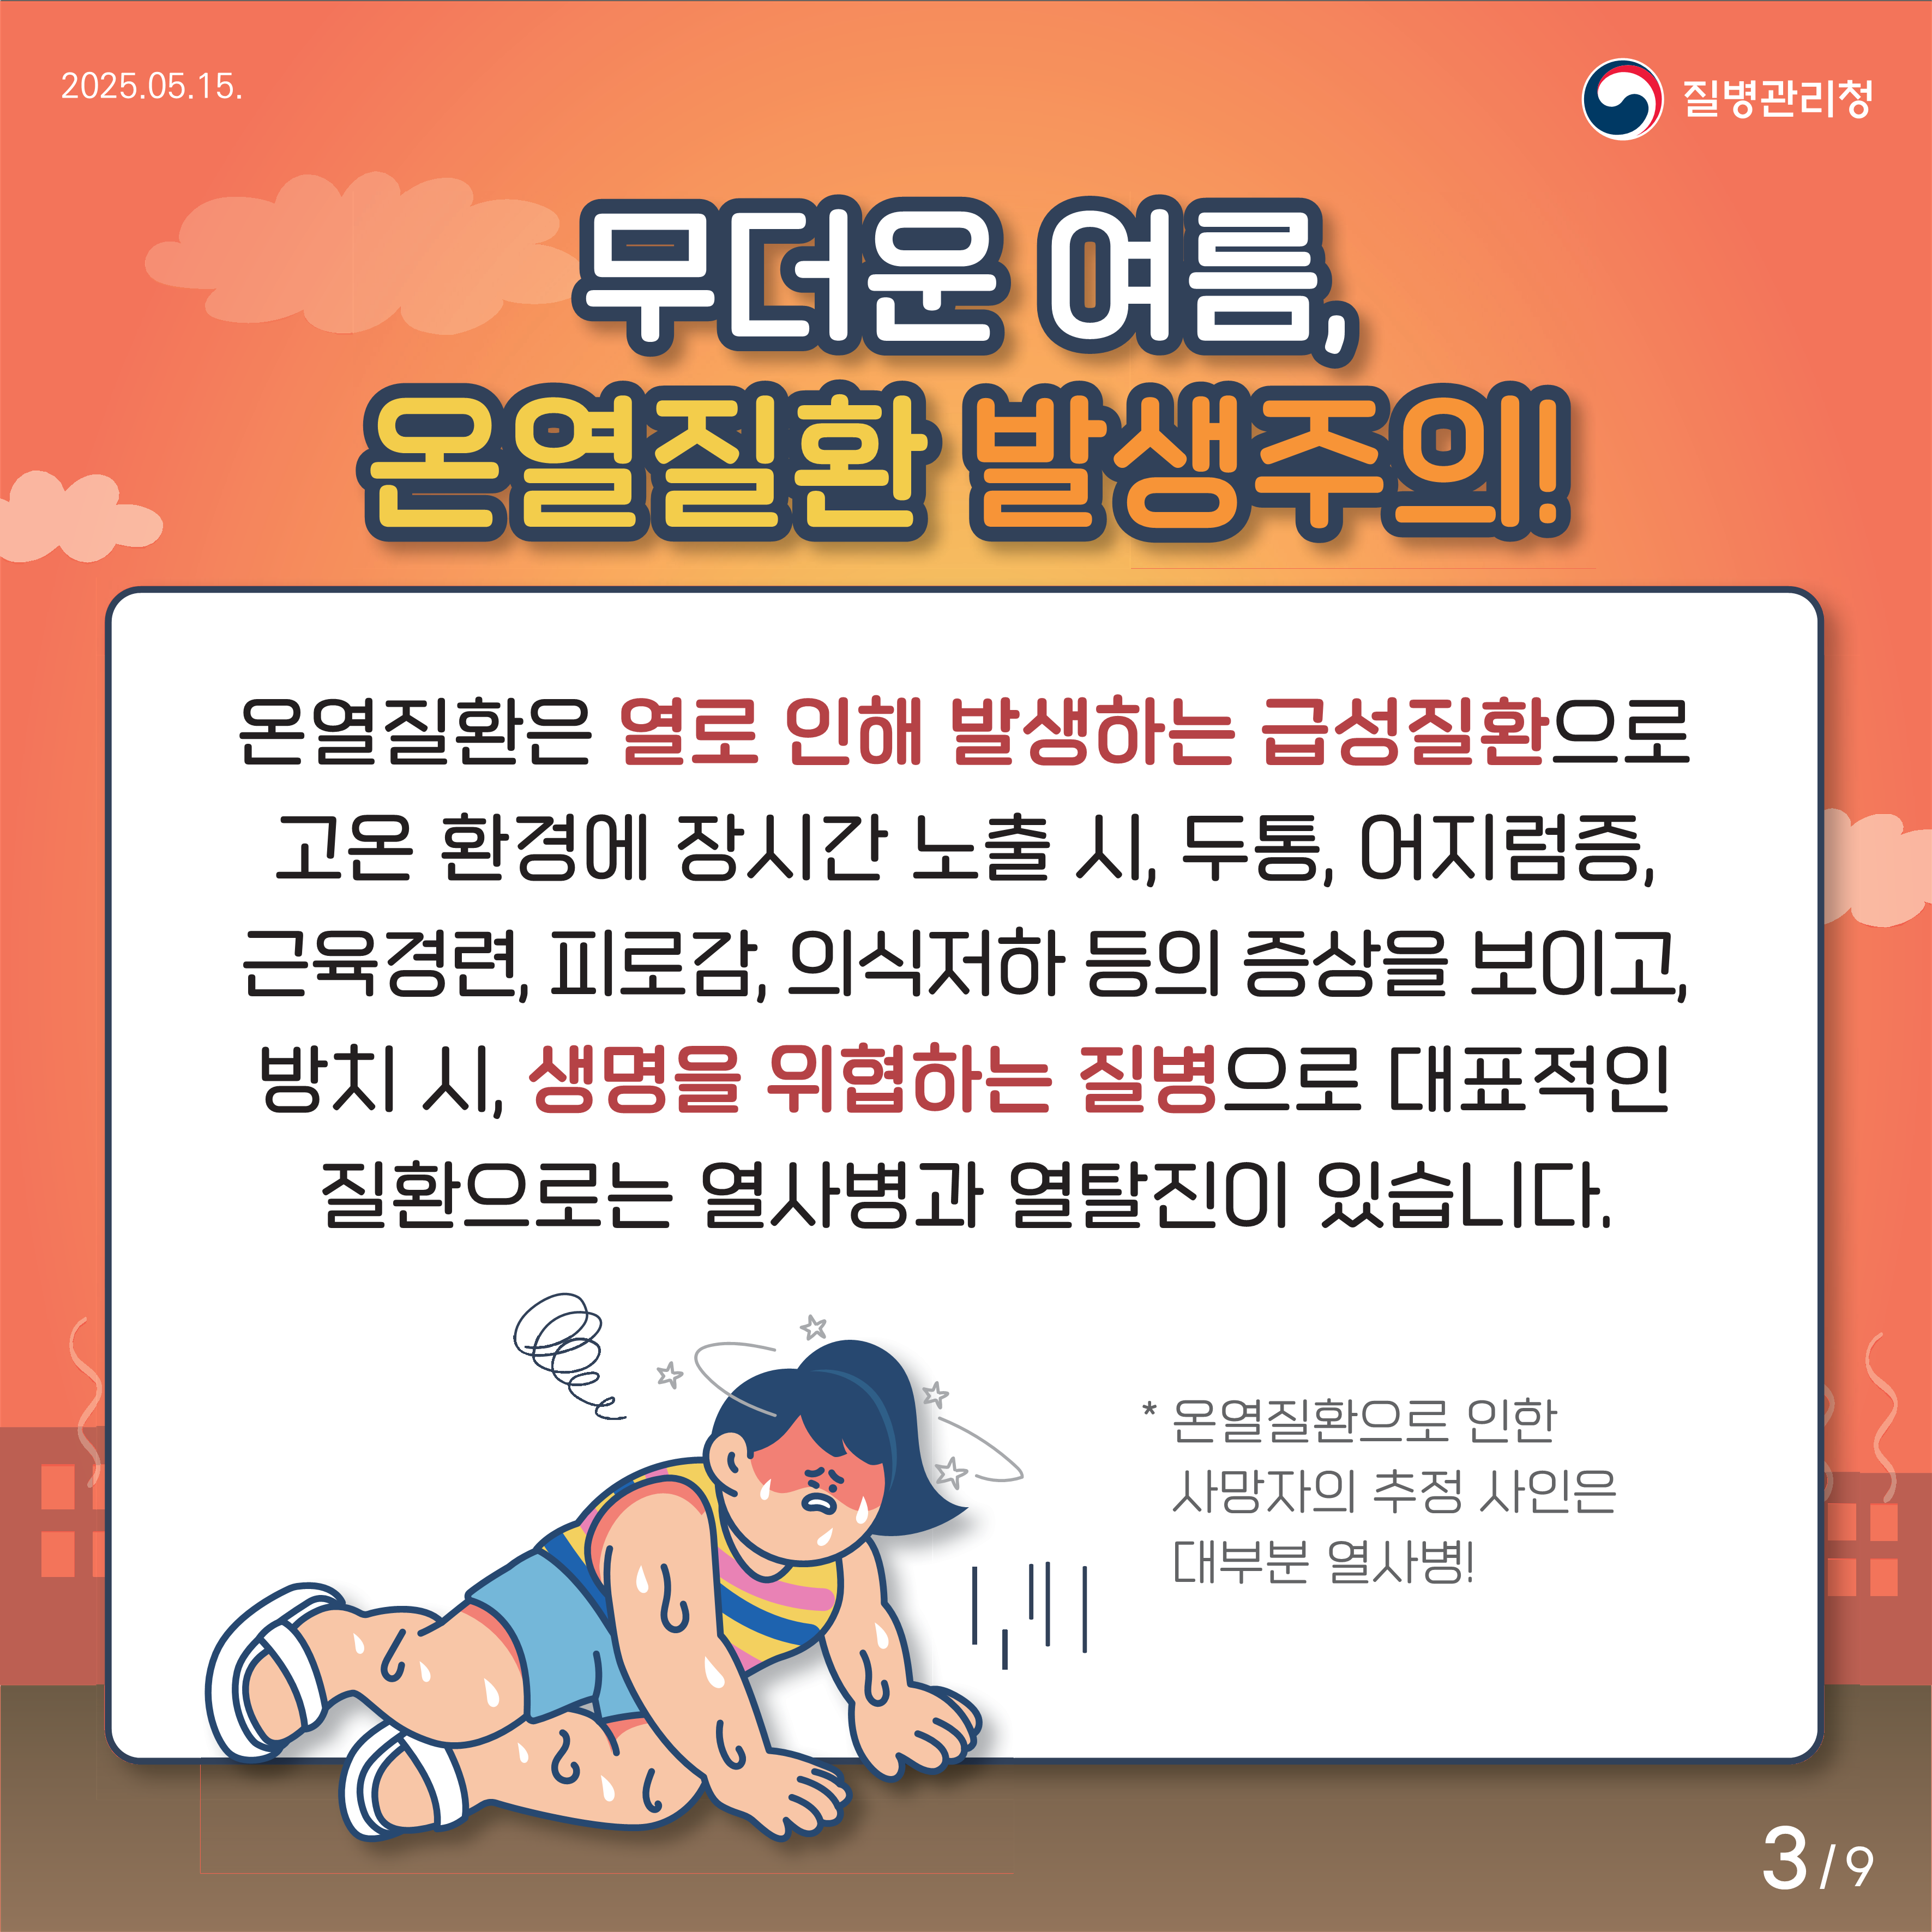 2025.05.15.
질병관리청
무더운 여름,
온열질환 발생주의!
온열질환은 열로 인해 발생하는 급성질환으로
고온 환경에 장시간 노출 시, 두통, 어지럼증,
근육경련, 피로감, 의식저하 등의 증상을 보이고,
방치 시, 생명을 위협하는 질병으로 대표적인
질환으로는 열사병과 열탈진이 있습니다.
* 온열질환으로 인한
사망자의 추정 사인은
대부분 열사병!
3/9